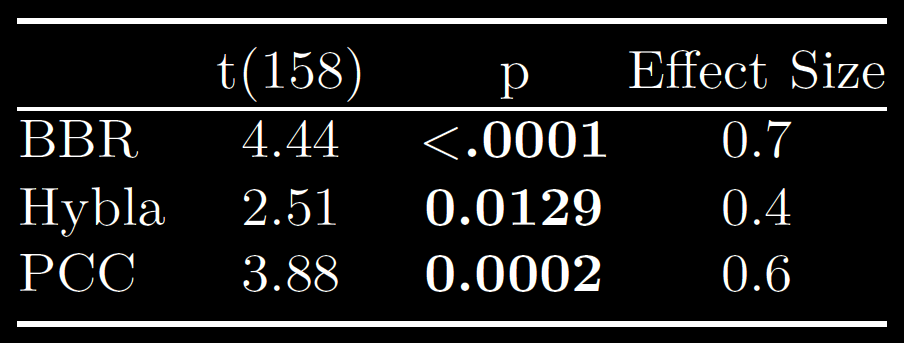 t(158) p Effect Size
BBR 4.44 <.0001 0.7
Hybla 2.51 0.0129 0.4
PCC 3.88 0.0002 0.6